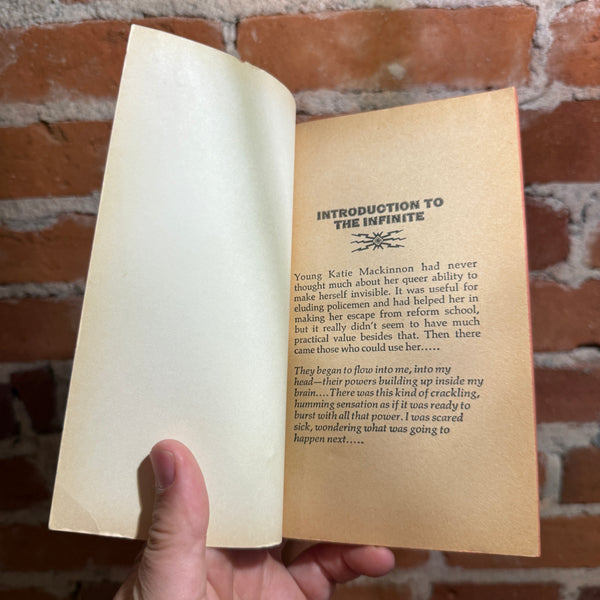 INTRODUCTION TO
THE INFINITE
Young Katie Mackinnon had never
thought much about her queer ability to
make herself invisible. It was useful for
eluding policemen and had helped her in
making her escape from reform school,
but it really didn't seem to have much
practical value besides that. Then there
came those who could use her.....
They began to flow into me, into my
head—their powers building up inside my
brain....There was this kind of crackling,
humming sensation as if it was ready to
burst with all that power. I was scared
sick, wondering what was going to
happen next.....